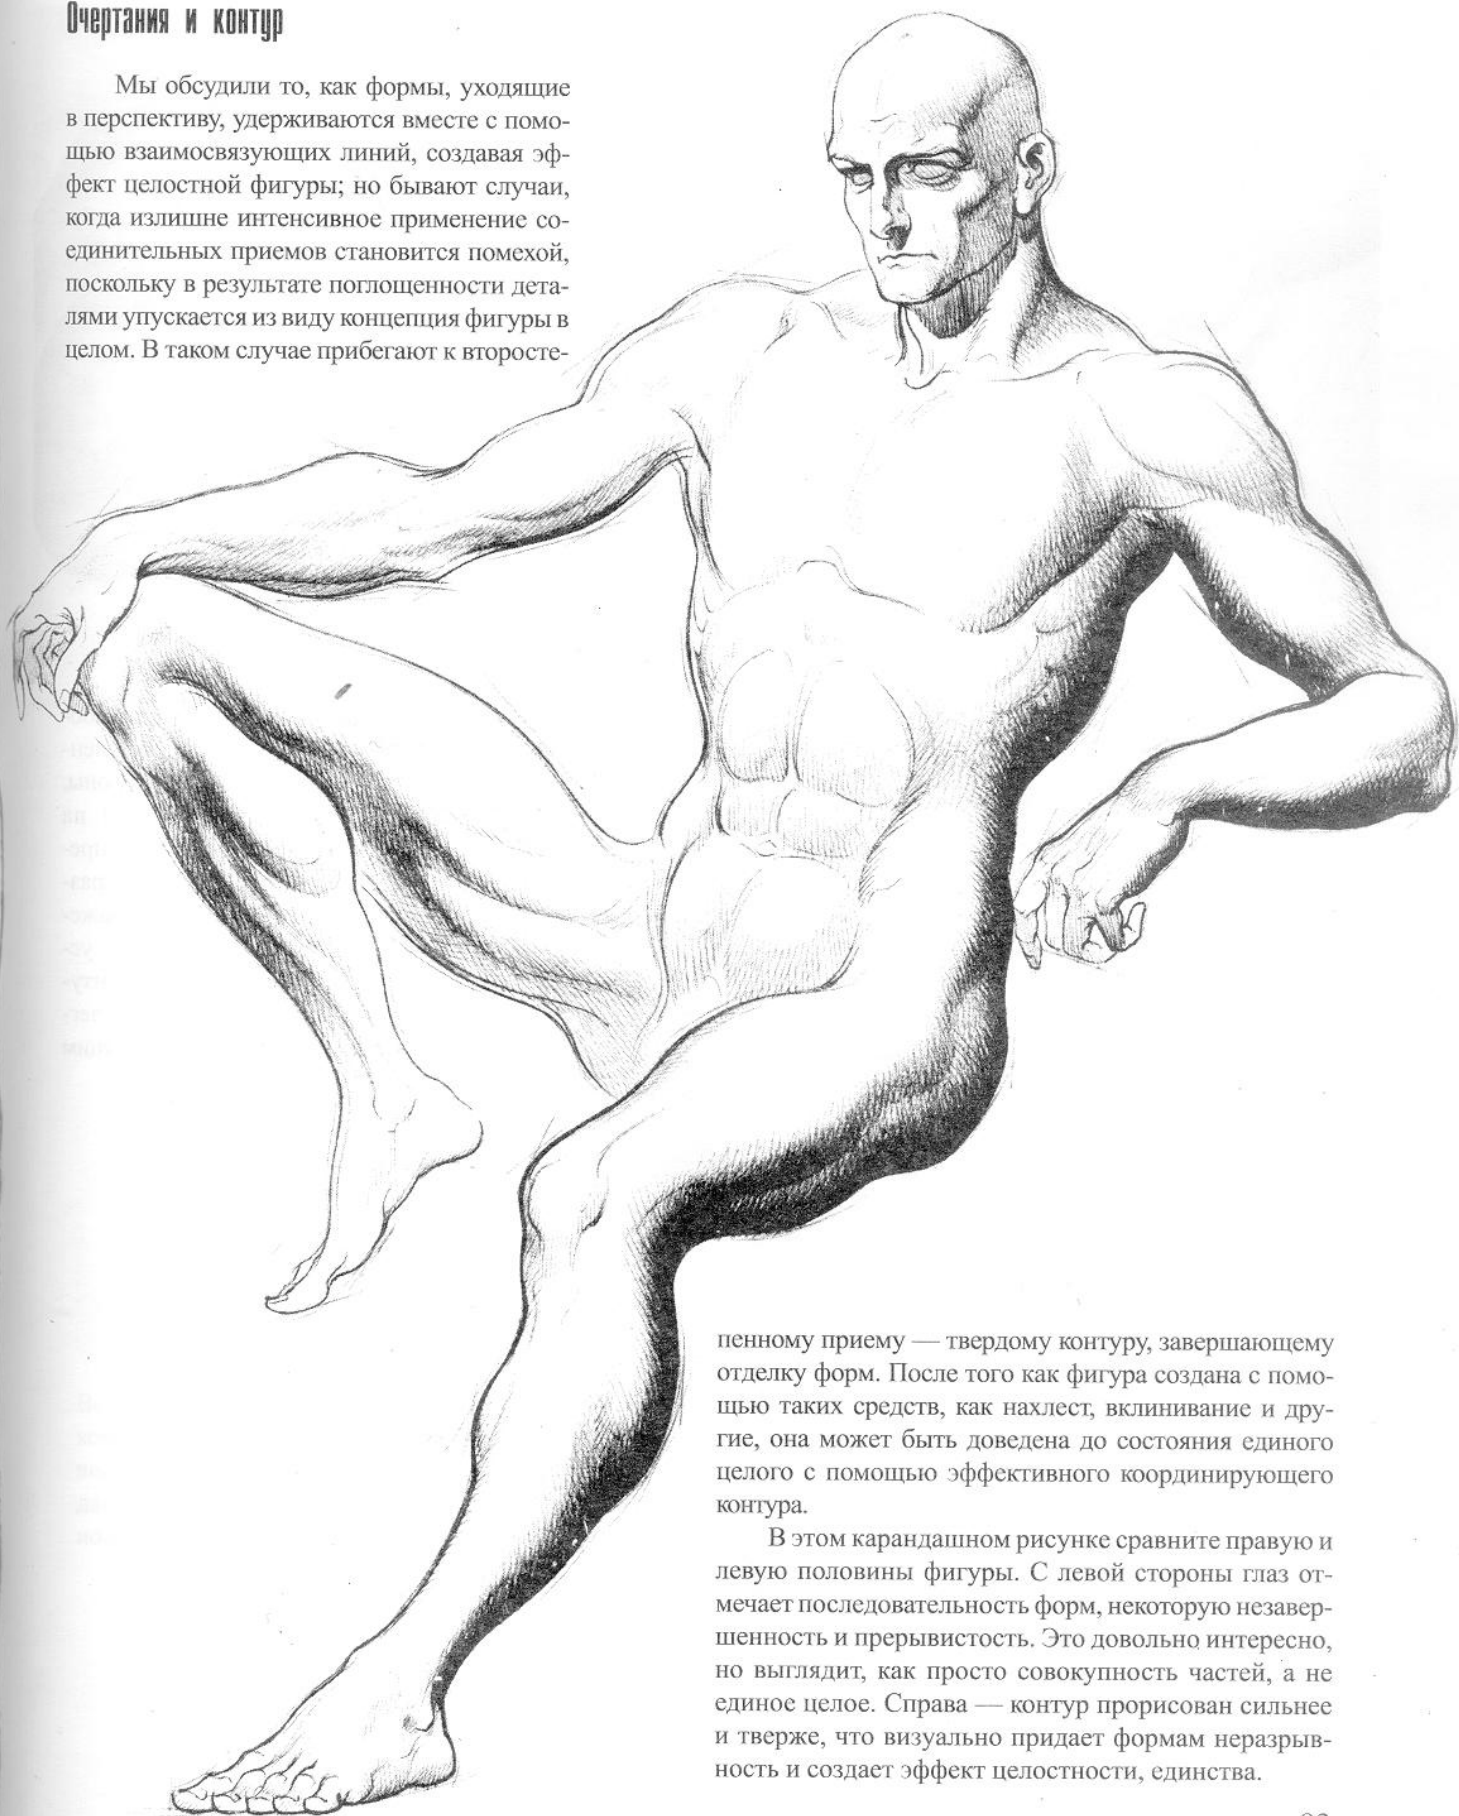 Очертания и контур
Мы обсудили то, как формы, уходящие
в перспективу, удерживаются вместе с помо-
щью взаимосвязующих линий, создавая эф-
фект целостной фигуры; но бывают случаи,
когда излишне интенсивное применение со-
единительных приемов становится помехой,
поскольку в результате поглощенности дета-
лями упускается из виду концепция фигуры в
целом. В таком случае прибегают к второсте-
пенному приему — твердому контуру, завершающему
отделку форм. После того как фигура создана с помо-
щью таких средств, как нахлест, вклинивание и дру-
гие, она может быть доведена до состояния единого
целого с помощью эффективного координирующего
контура.
В этом карандашном рисунке сравните правую и
левую половины фигуры. С левой стороны глаз от-
мечает последовательность форм, некоторую незавер-
шенность и прерывистость. Это довольно интересно,
но выглядит, как просто совокупность частей, а не
единое целое. Справа — контур прорисован сильнее
и тверже, что визуально придает формам неразрыв-
ность и создает эффект целостности, единства.